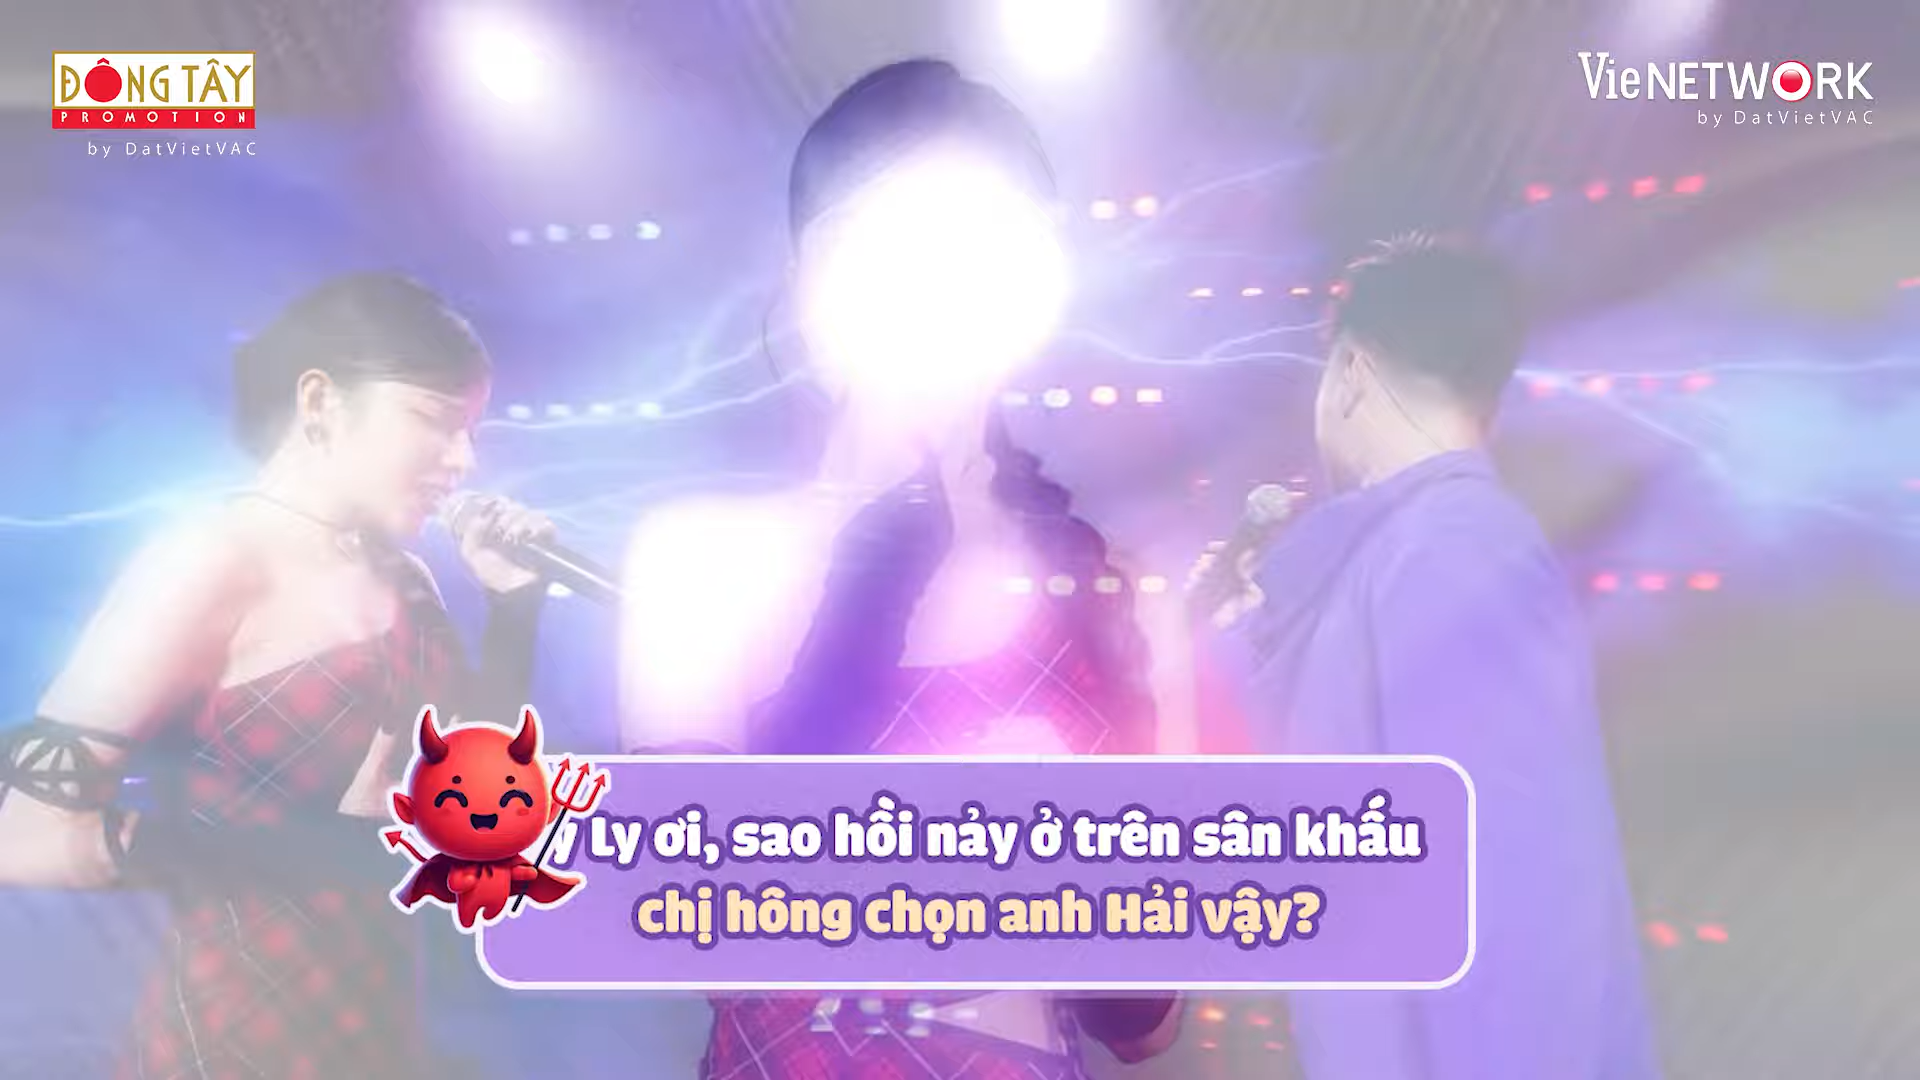 ĐÔNG TÂY
PROMOTION
by DatVietVAC
VieNETWORK
by DatVietVAC
Ly ơi, sao hồi nảy ở trên sân khấu
chị hông chọn anh Hải vậy?